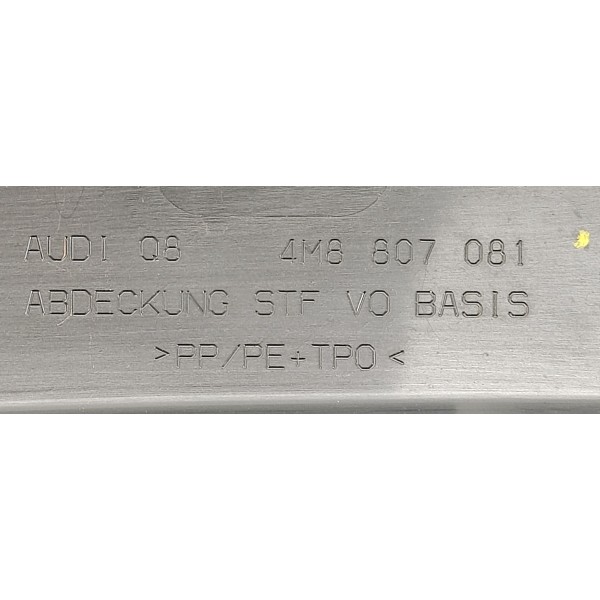 AUDI Q8 4M8 807 081
ABDECKUNG STF VO BASIS
>PP/PE+TPO<